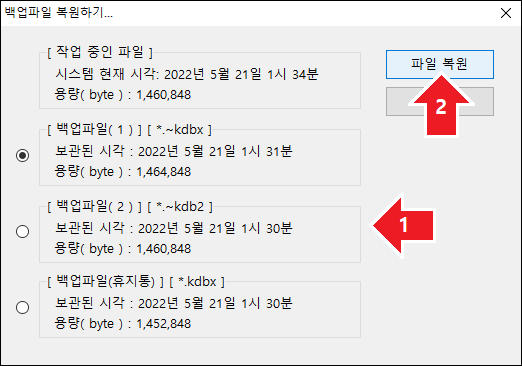 백업파일 복원하기...
[ 작업 중인 파일 ]
시스템 현재 시각: 2022년 5월 21일 1시 34분
용량( byte ) : 1,460,848
파일 복원
2
[ 백업파일( 1 ) ] [ *.~kdbx ]
보관된 시각 : 2022년 5월 21일 1시 31분
용량( byte ) : 1,464,848
[ 백업파일( 2 ) ] [ *.~kdb2 ]
보관된 시각 : 2022년 5월 21일 1시 30분
용량( byte ) : 1,460,848
1
[ 백업파일(휴지통) ] [ *.kdbx ]
보관된 시각 : 2022년 5월 21일 1시 30분
용량( byte ) : 1,452,848